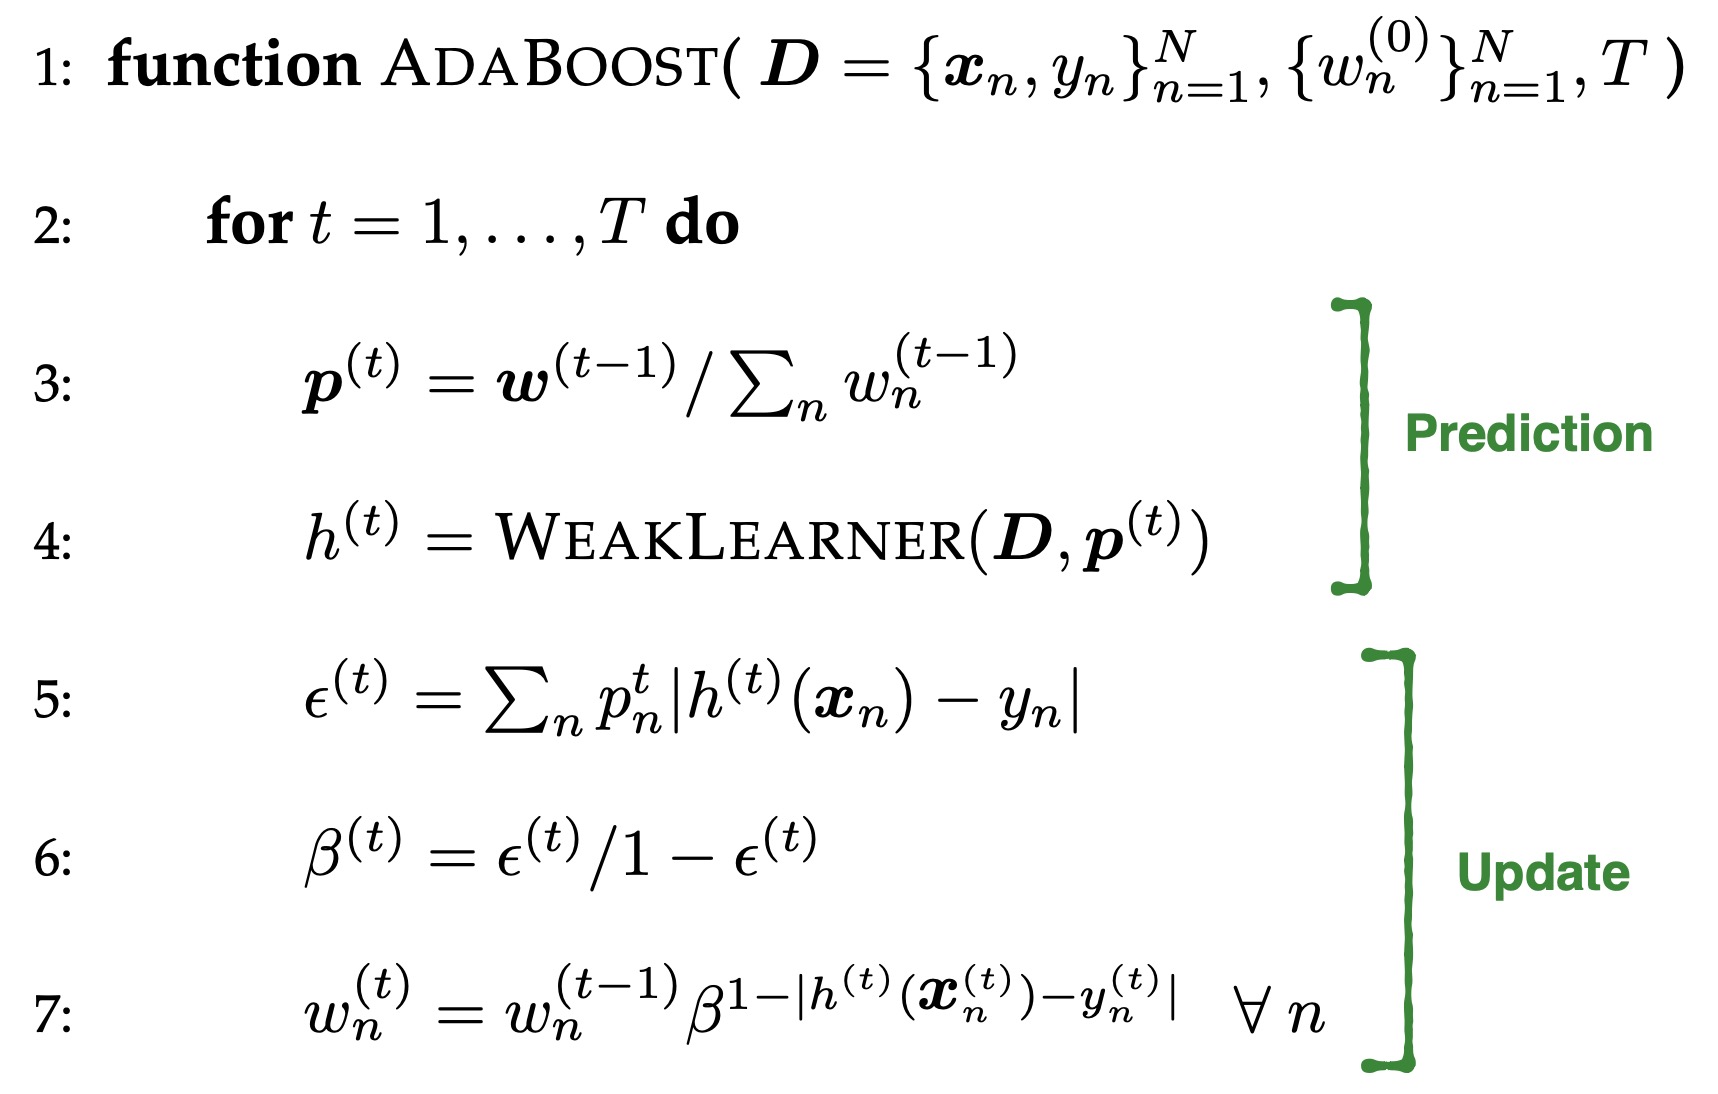 1: function ADABOOST( D = {x_n, y_n}_{n=1}^N, {w_n^{(0)}}_{n=1}^N, T )
2: for t = 1, . . . , T do
3: p^{(t)} = w^{(t−1)} / ∑_n w_n^{(t−1)}
Prediction
4: h^{(t)} = WEAKLEARNER(D, p^{(t)})
5: ϵ^{(t)} = ∑_n p_n^t |h^{(t)}(x_n) − y_n|
6: β^{(t)} = ϵ^{(t)}/1 − ϵ^{(t)}
Update
7: w_n^{(t)} = w_n^{(t−1)} β^{1−|h^{(t)}(x_n^{(t)})−y_n^{(t)}|} ∀ n